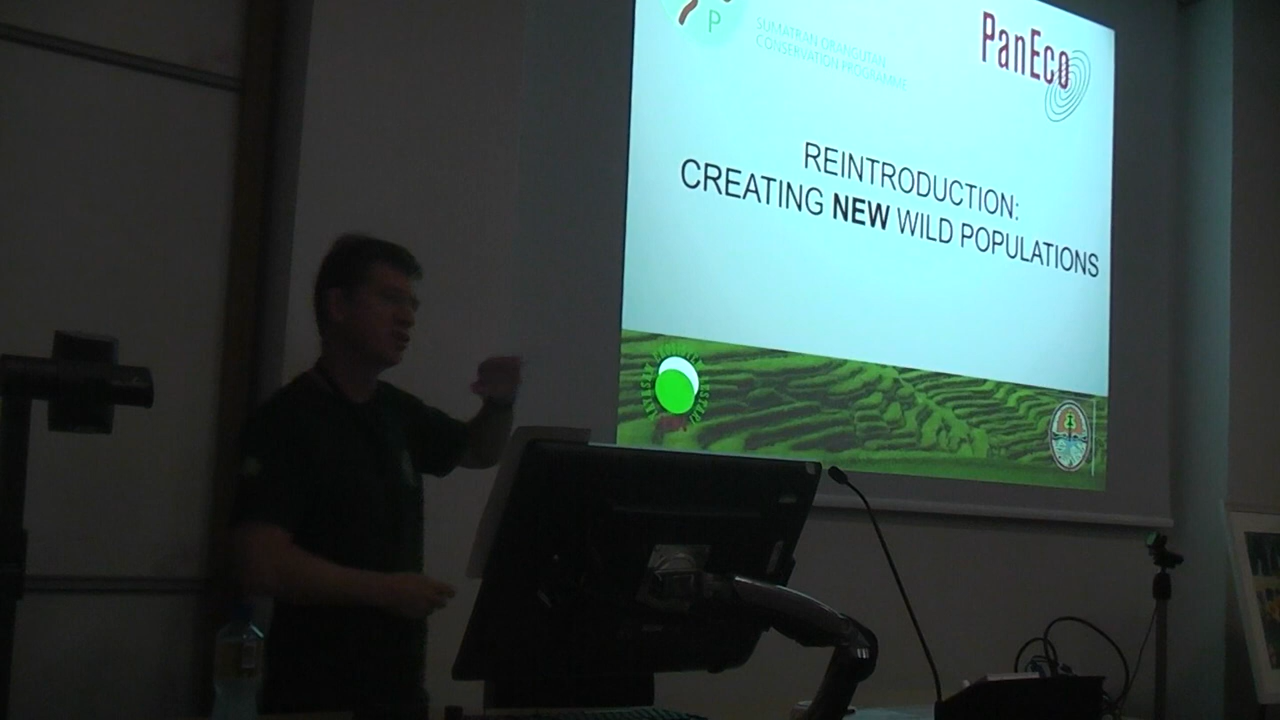 P
SUMATRAN ORANGUTAN
CONSERVATION PROGRAMME
PanEco
REINTRODUCTION:
CREATING NEW WILD POPULATIONS